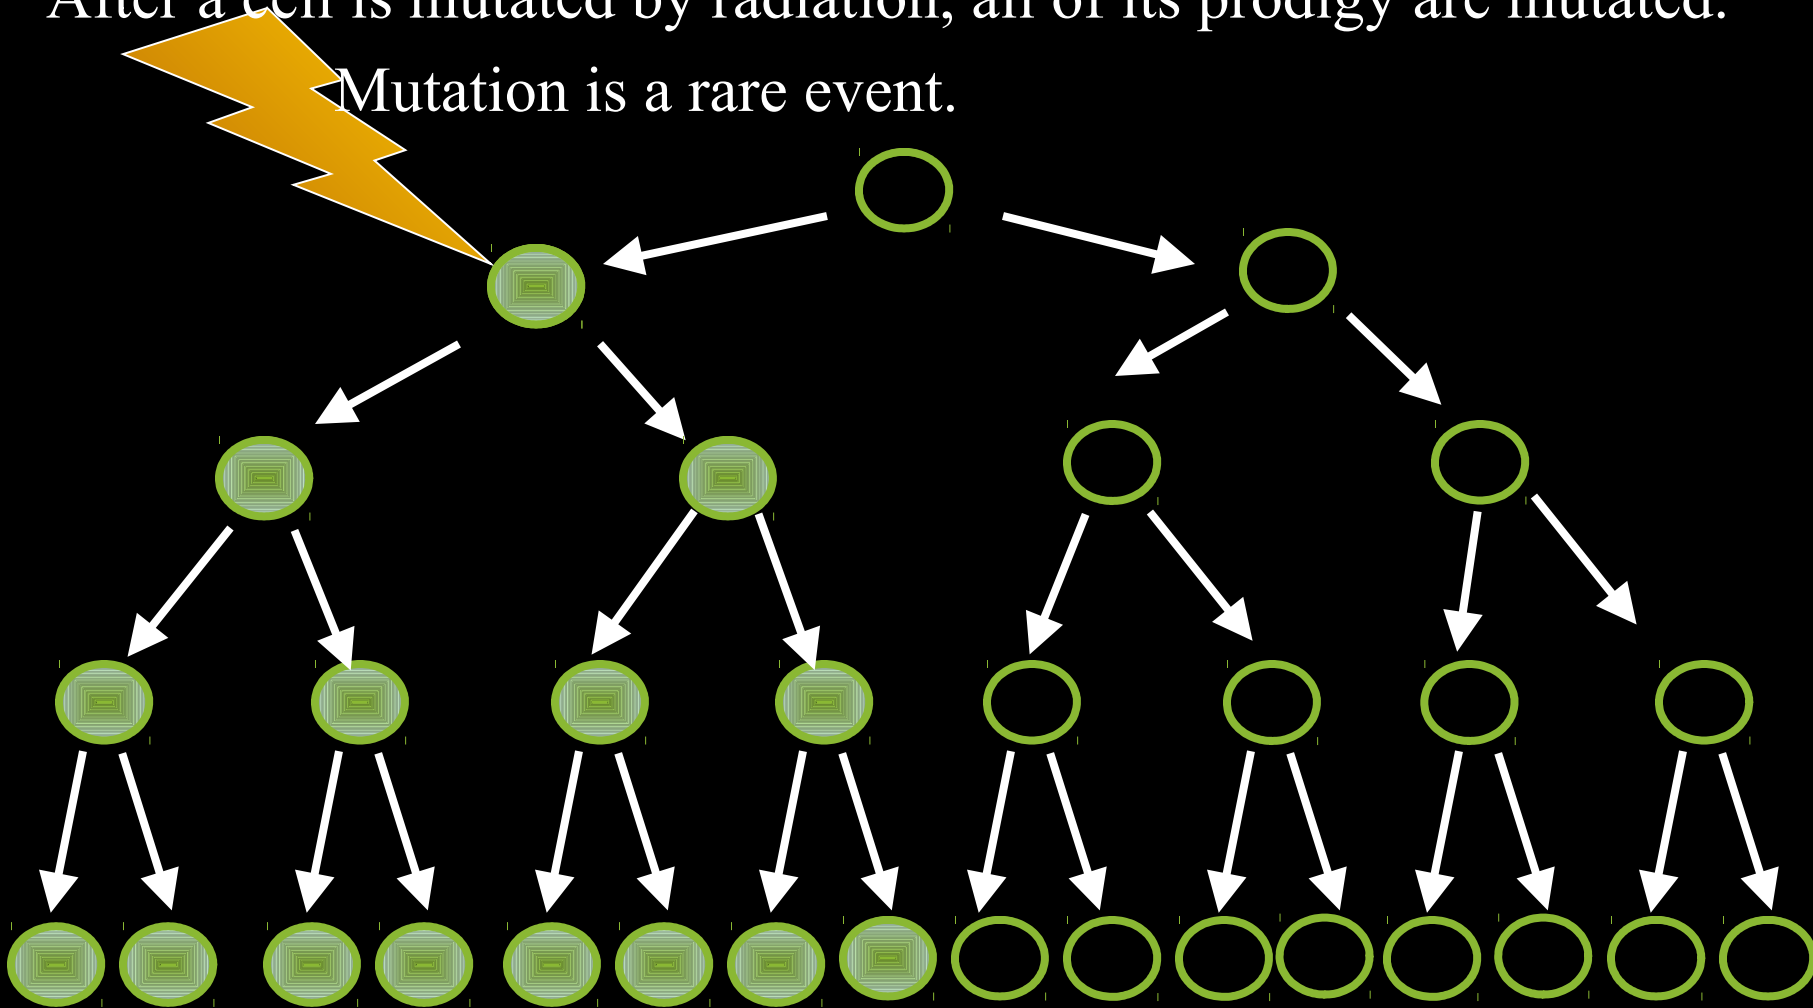 After a cell is mutated by radiation, all of its prodigy are mutated.
Mutation is a rare event.